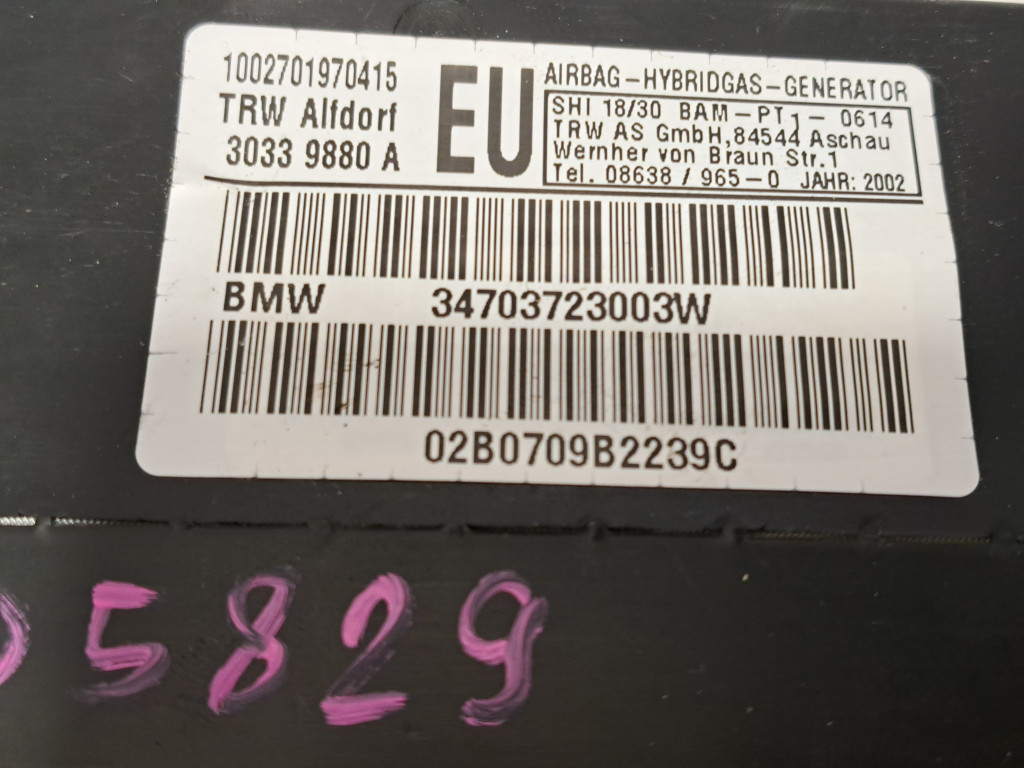 1002701970415
TRW Alfdorf
3033 9880 A
EU
AIRBAG-HYBRIDGAS-GENERATOR
SHI 18/30 BAM-PT1-0614
TRW AS GmbH,84544 Aschau
Wernher von Braun Str.1
Tel. 08638/965-0 JAHR: 2002
BMW 34703723003W
02B0709B2239C
5829